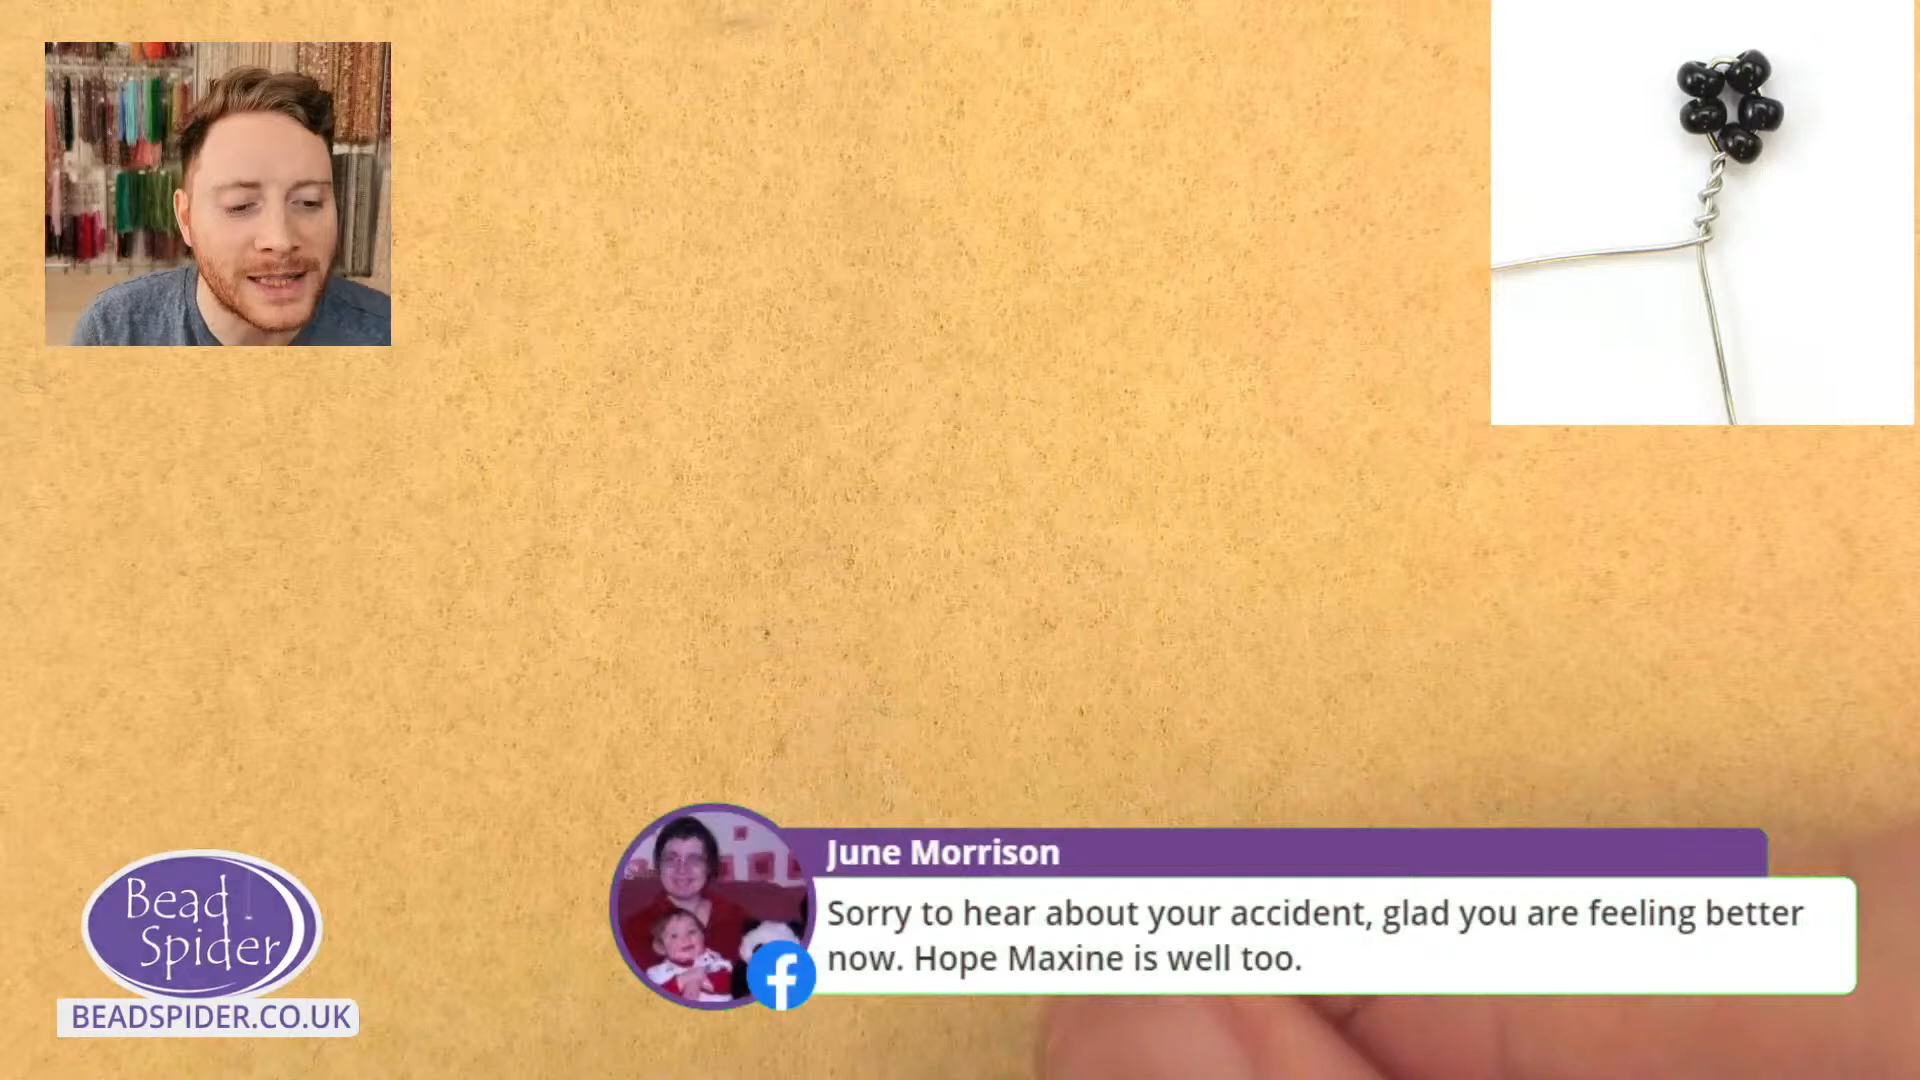 June Morrison
Sorry to hear about your accident, glad you are feeling better
now. Hope Maxine is well too.
Bead
Spider
BEADSPIDER.CO.UK